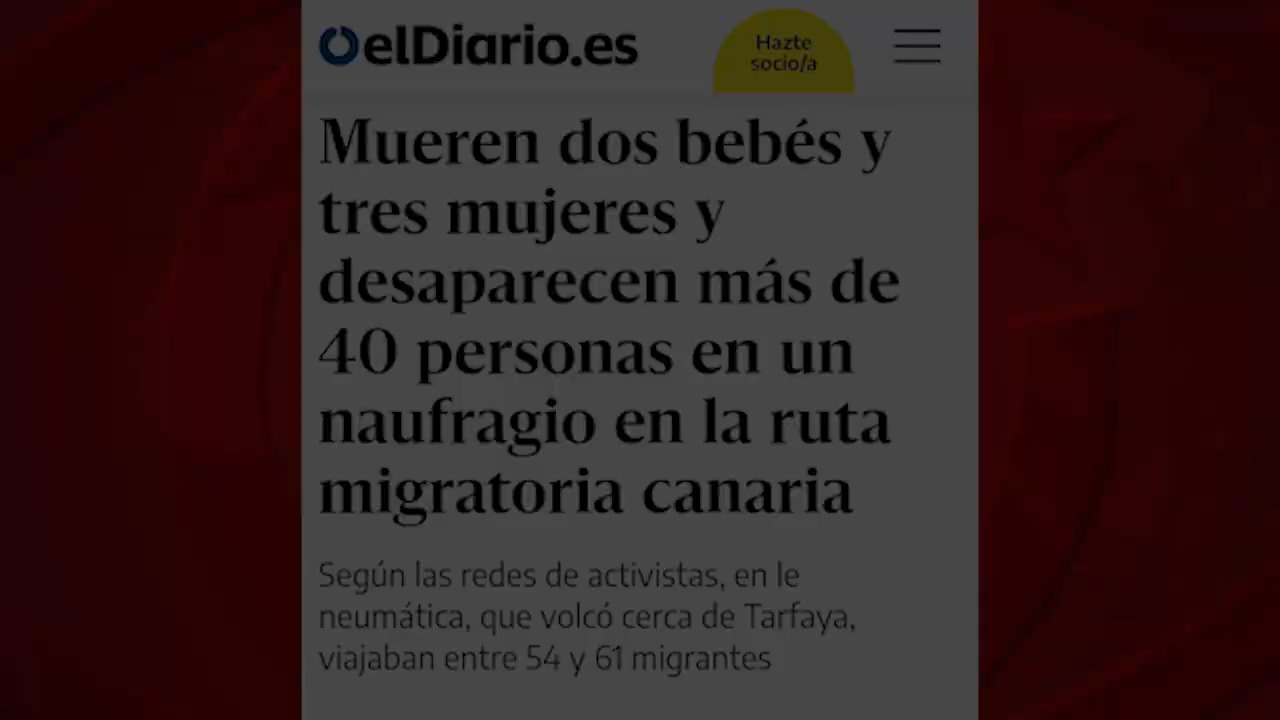 elDiario.es
Hazte
socio/a
Mueren dos bebés y
tres mujeres y
desaparecen más de
40 personas en un
naufragio en la ruta
migratoria canaria
Según las redes de activistas, en le
neumática, que volcó cerca de Tarfaya,
viajaban entre 54 y 61 migrantes